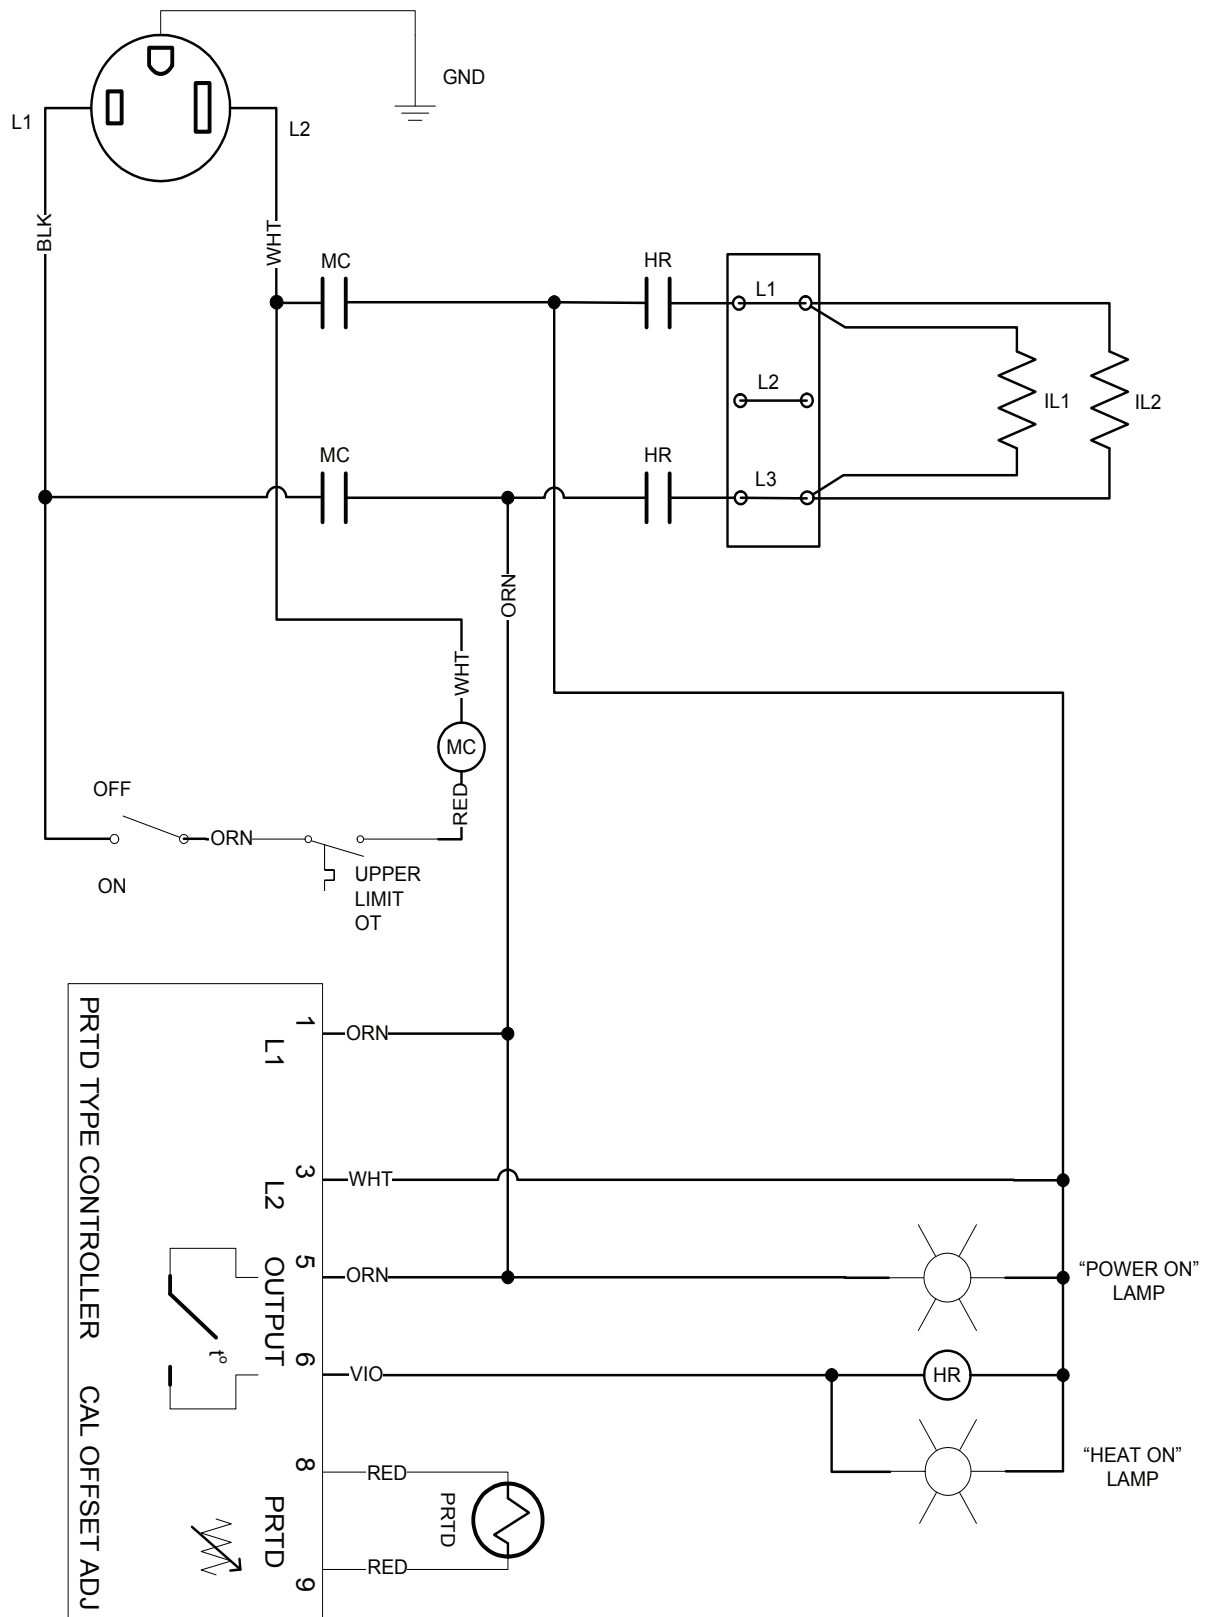 GND
L1
L2
BLK
WHT
MC
HR
L1
L2
IL1
IL2
MC
HR
L3
ORN
WHT
MC
RED
OFF
ORN
ON
UPPER
LIMIT
OT
PRTD TYPE CONTROLLER CAL OFFSET ADJ
1
L1
ORN
3
L2
WHT
5
OUTPUT
ORN
"POWER ON"
LAMP
t°
6
VIO
HR
"HEAT ON"
LAMP
8
RED
PRTD
PRTD
9
RED